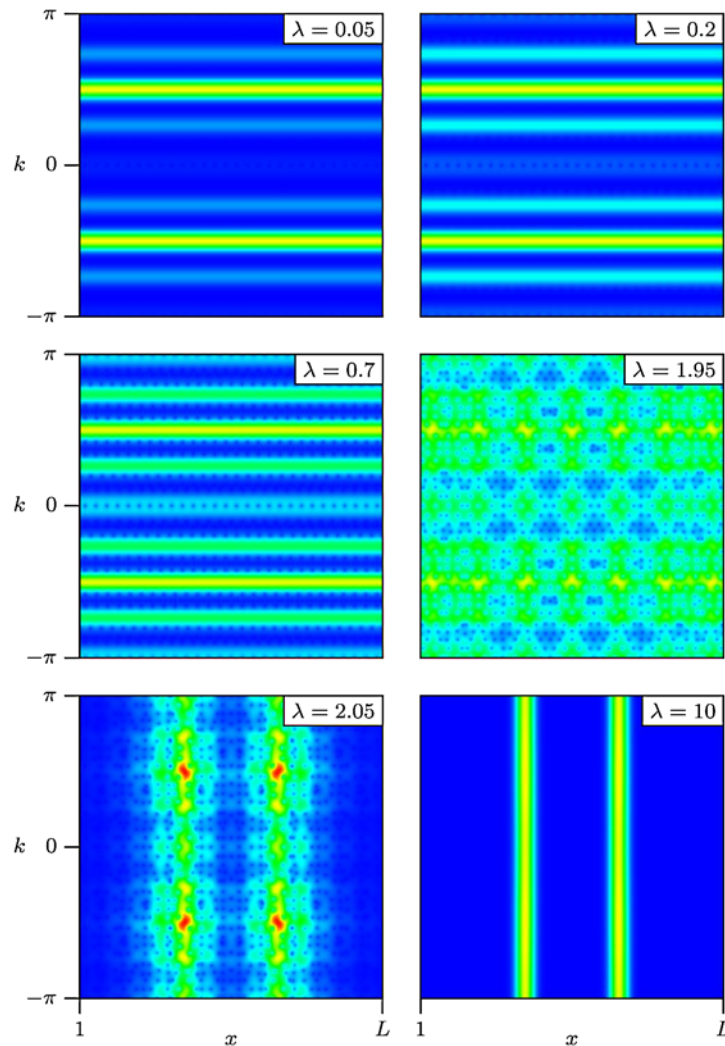 π
λ = 0.05
λ = 0.2
k 0
−π
π
λ = 0.7
λ = 1.95
k 0
−π
π
λ = 2.05
λ = 10
k 0
−π
1 x L
1 x L